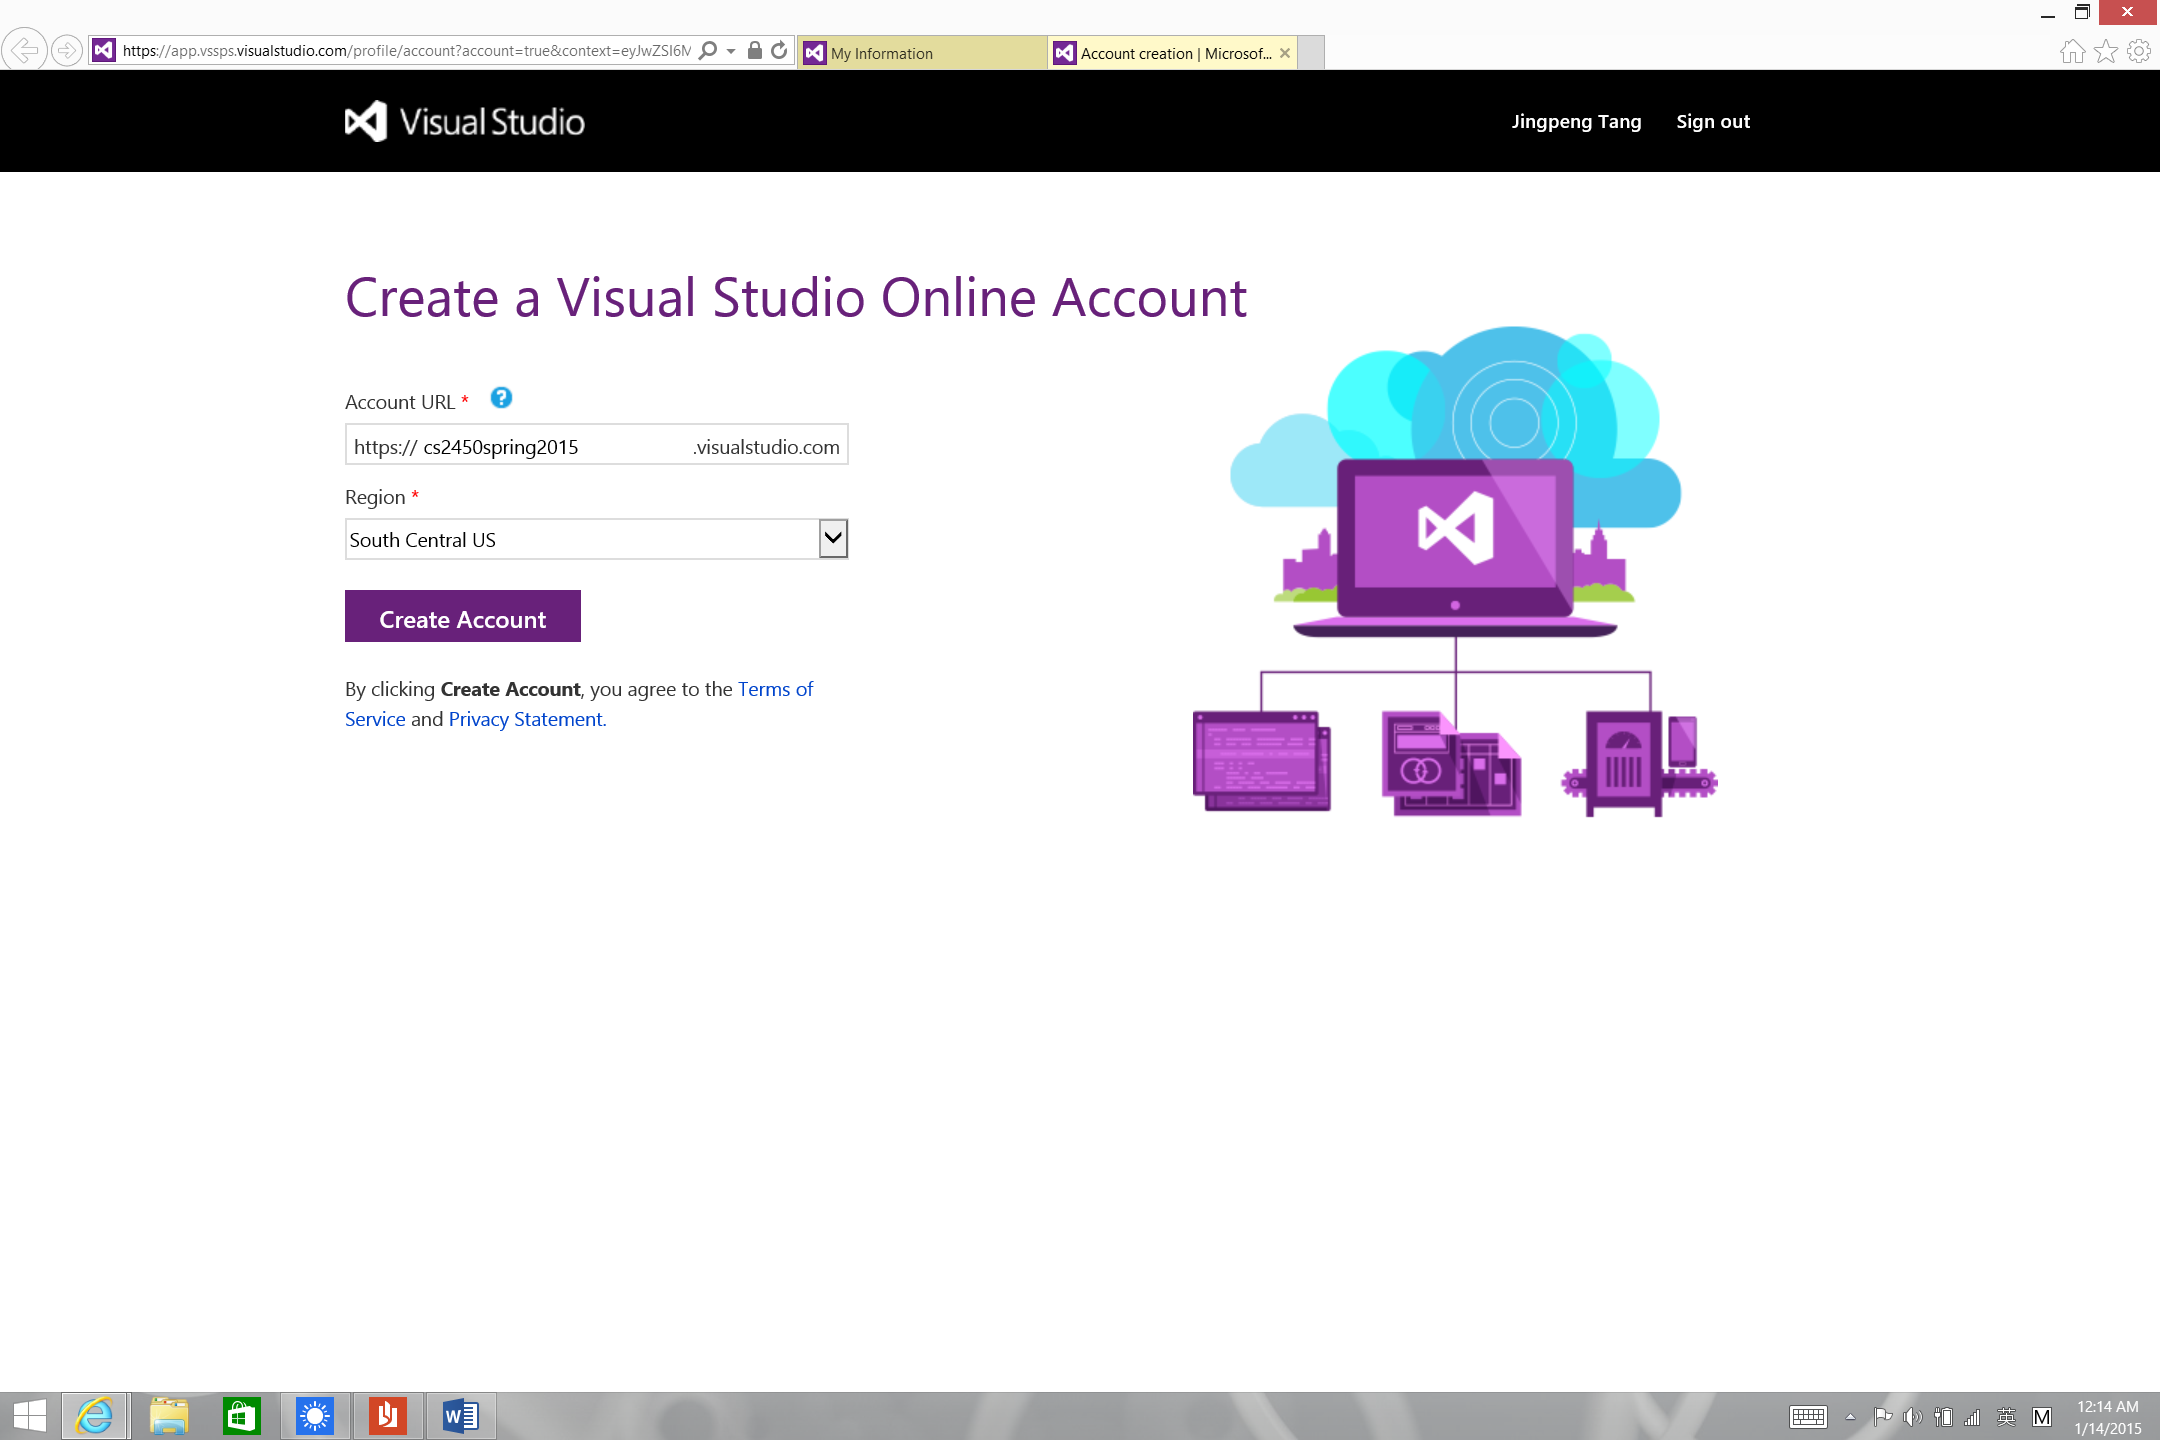 https://app.vssps.visualstudio.com/profile/account?account=true&context=eyJwZSI6M
My Information
Account creation | Microsof...
Visual Studio
Jingpeng Tang
Sign out
Create a Visual Studio Online Account
Account URL *
https:// cs2450spring2015 .visualstudio.com
Region *
South Central US
Create Account
By clicking Create Account, you agree to the Terms of
Service and Privacy Statement.
英
M
12:14 AM
1/14/2015